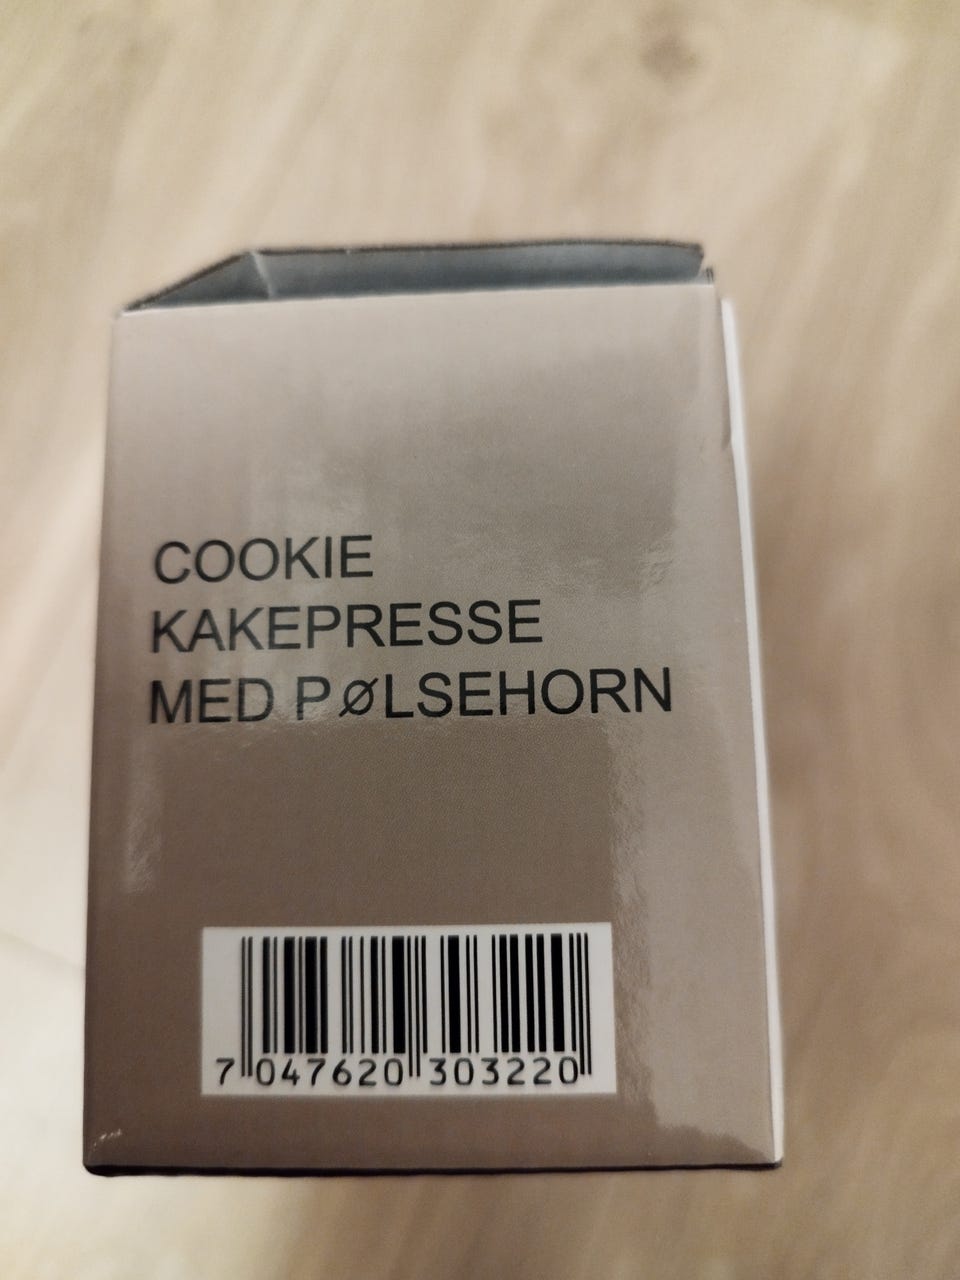 COOKIE
KAKEPRESSE
MED PØLSEHORN
7 047620 303220